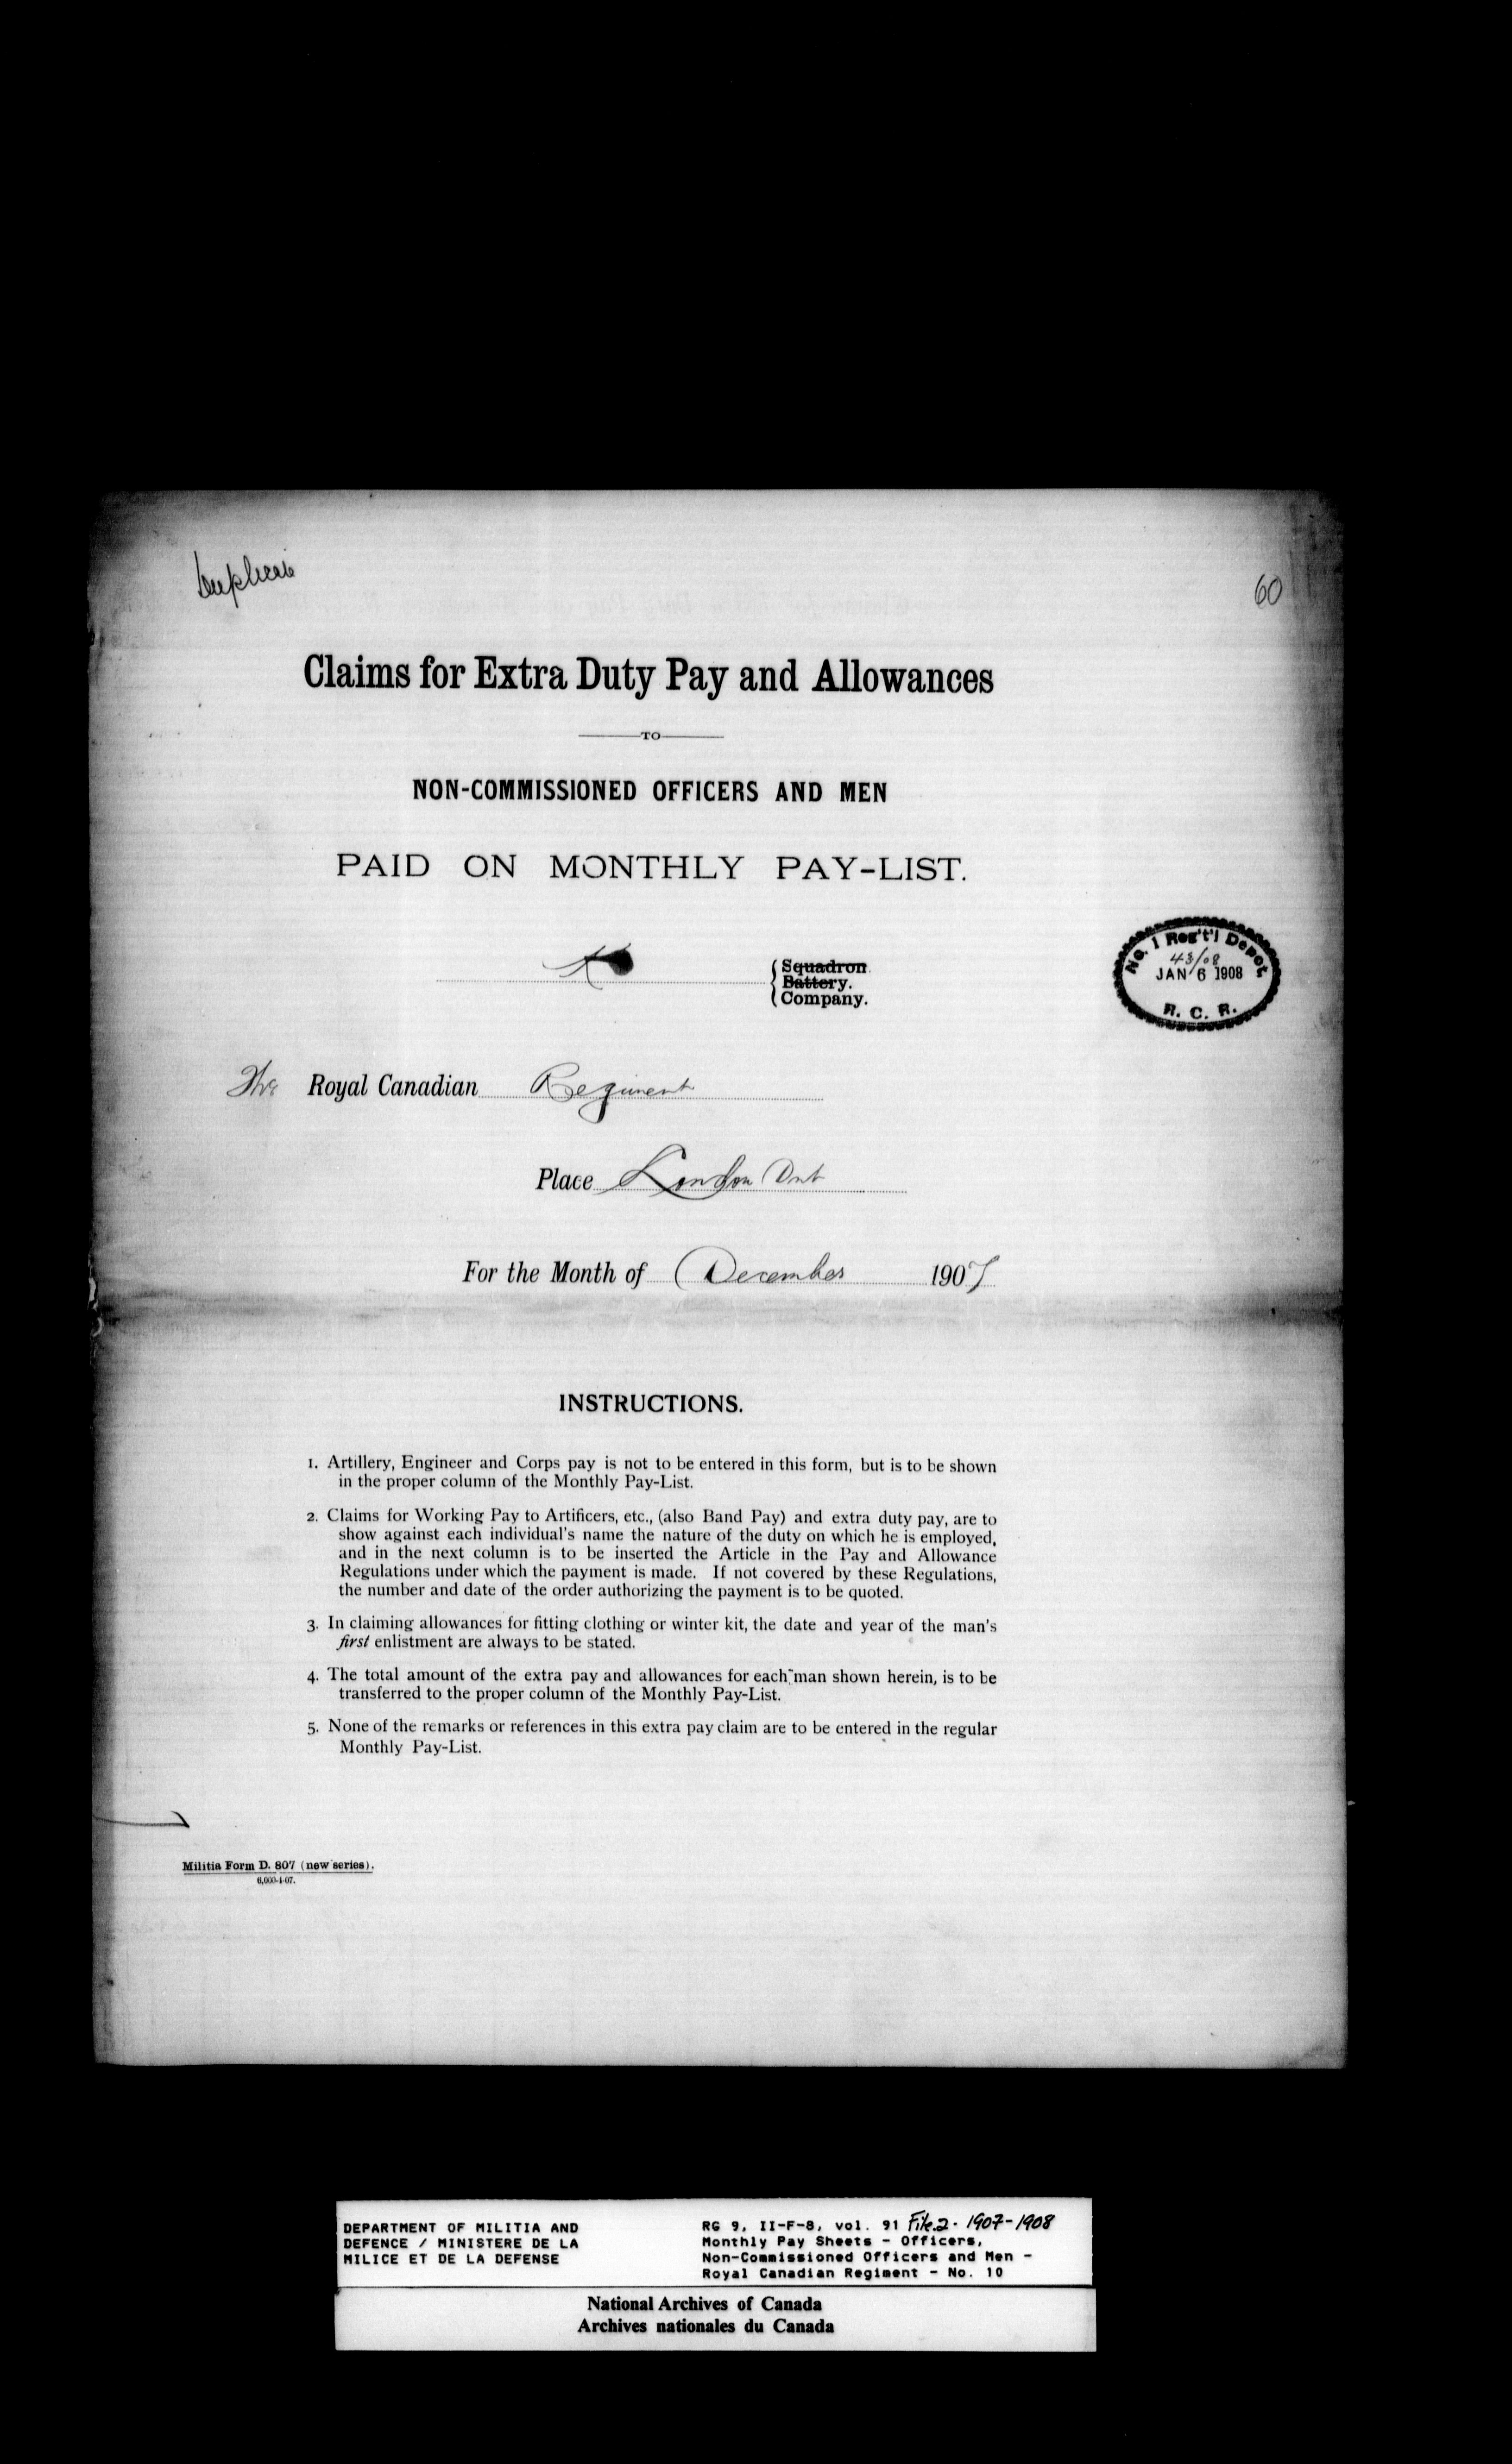 60
Claims for Extra Duty Pay and Allowances
TO
NON-COMMISSIONED OFFICERS AND MEN
PAID ON MONTHLY PAY-LIST.
Squadron.
Battery.
Company.
No. 1 Reg't'l Depot.
43/08
JAN 6 1908
R. C. R.
The Royal Canadian Regiment
Place London Ont
For the Month of December 1907
INSTRUCTIONS.
1. Artillery, Engineer and Corps pay is not to be entered in this form, but is to be shown
in the proper column of the Monthly Pay-List.
2. Claims for Working Pay to Artificers, etc., (also Band Pay) and extra duty pay, are to
show against each individual's name the nature of the duty on which he is employed,
and in the next column is to be inserted the Article in the Pay and Allowance
Regulations under which the payment is made. If not covered by these Regulations,
the number and date of the order authorizing the payment is to be quoted.
3. In claiming allowances for fitting clothing or winter kit, the date and year of the man's
first enlistment are always to be stated.
4. The total amount of the extra pay and allowances for each man shown herein, is to be
transferred to the proper column of the Monthly Pay-List.
5. None of the remarks or references in this extra pay claim are to be entered in the regular
Monthly Pay-List.
Militia Form D. 807 (new series).
6,000-4-07.
DEPARTMENT OF MILITIA AND
DEFENCE / MINISTERE DE LA
MILICE ET DE LA DEFENSE
RG 9, II-F-8, vol. 91 File.2. 1907-1908
Monthly Pay Sheets - Officers,
Non-Commissioned Officers and Men -
Royal Canadian Regiment - No. 10
National Archives of Canada
Archives nationales du Canada